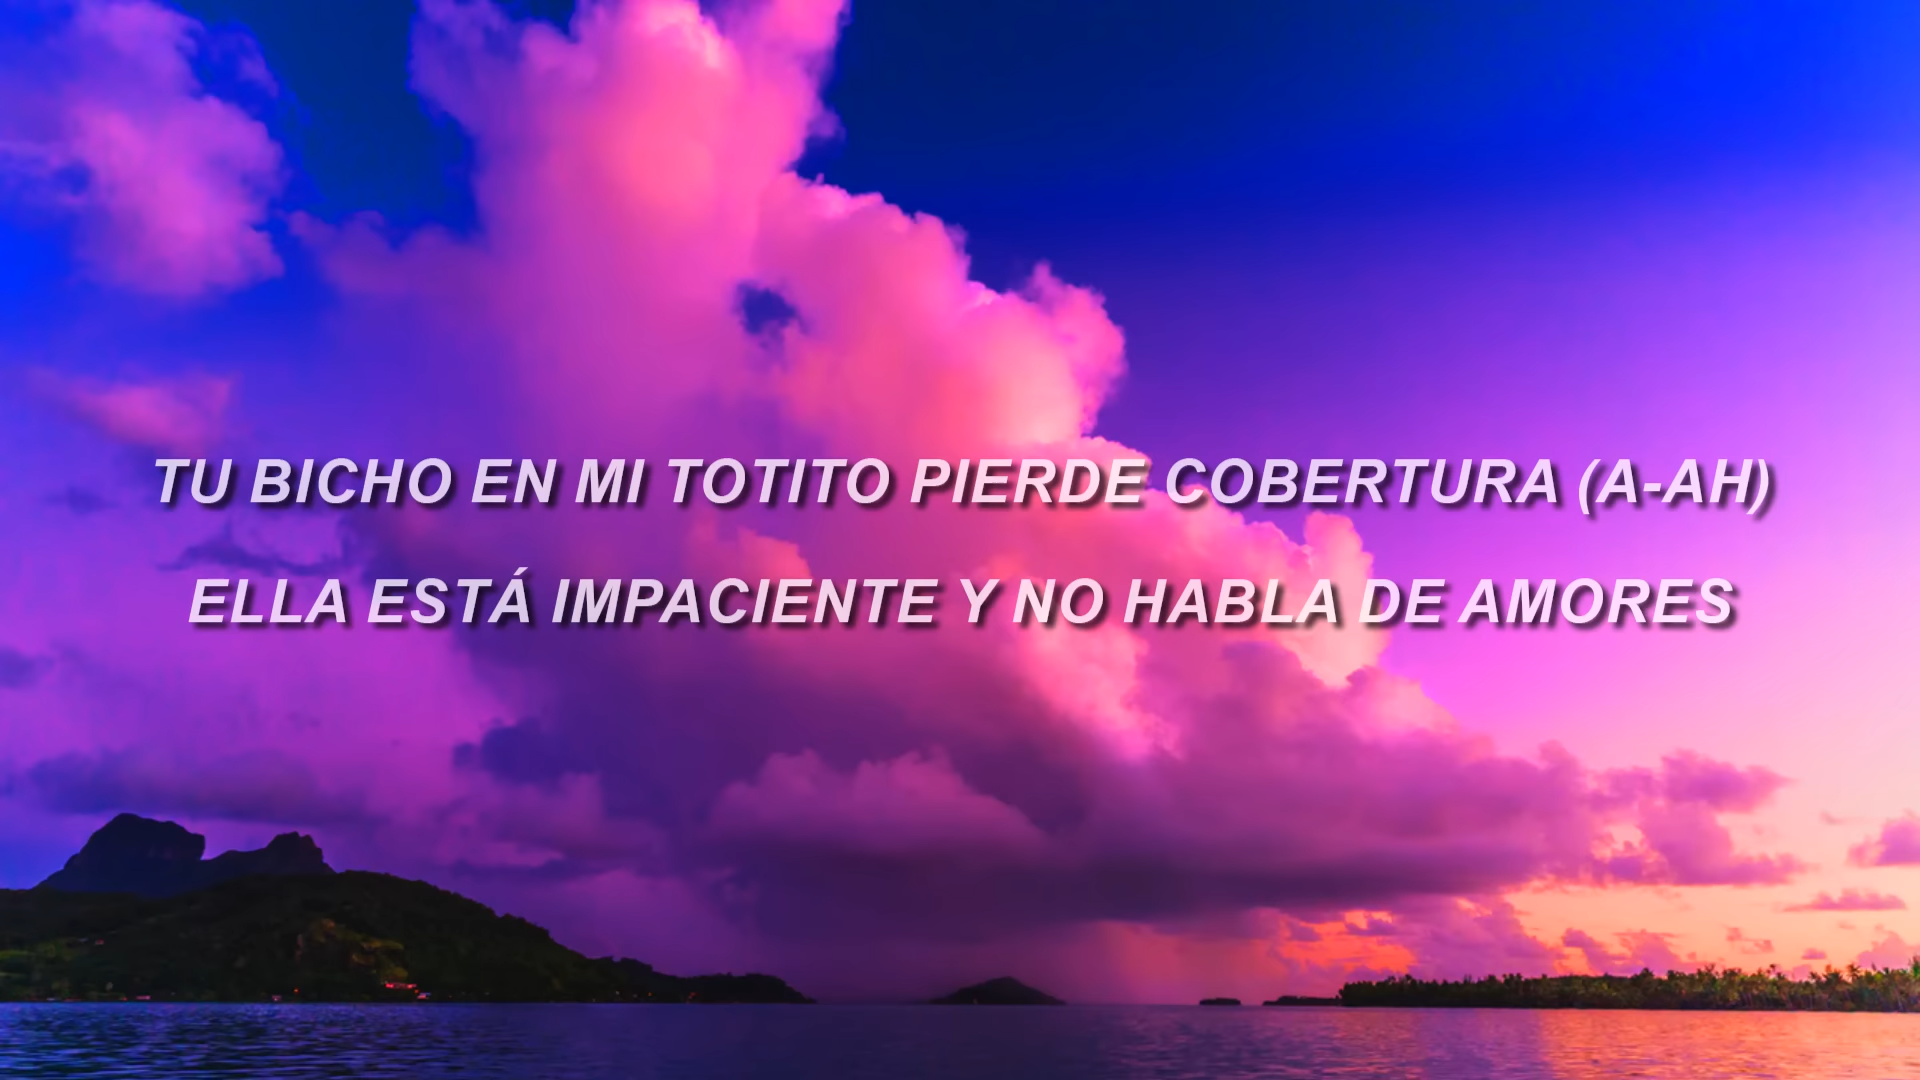 TU BICHO EN MI TOTITO PIERDE COBERTURA (A-AH)
ELLA ESTÁ IMPACIENTE Y NO HABLA DE AMORES